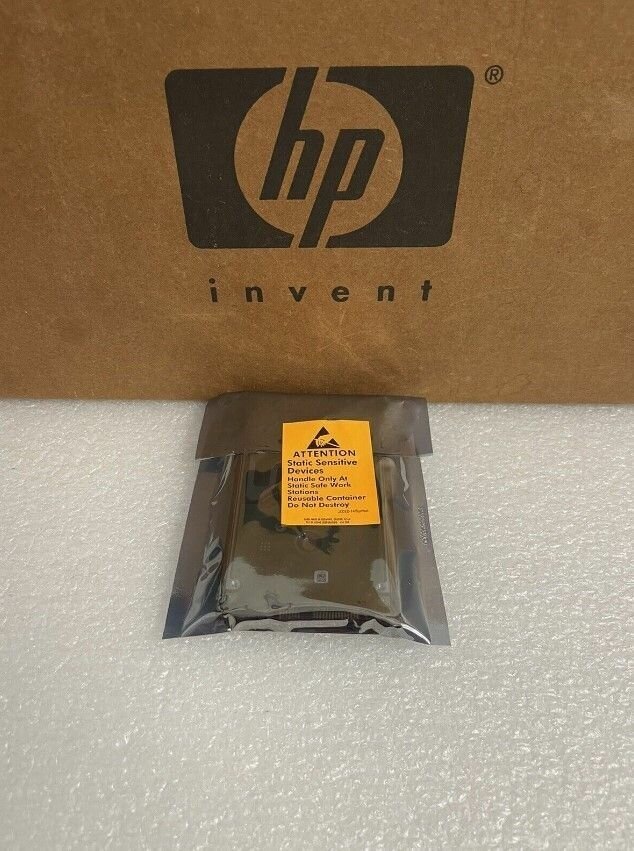 hp
®
invent
ATTENTION
Static Sensitive
Devices
Handle Only At
Static Safe Work
Stations
Reusable Container
Do Not Destroy